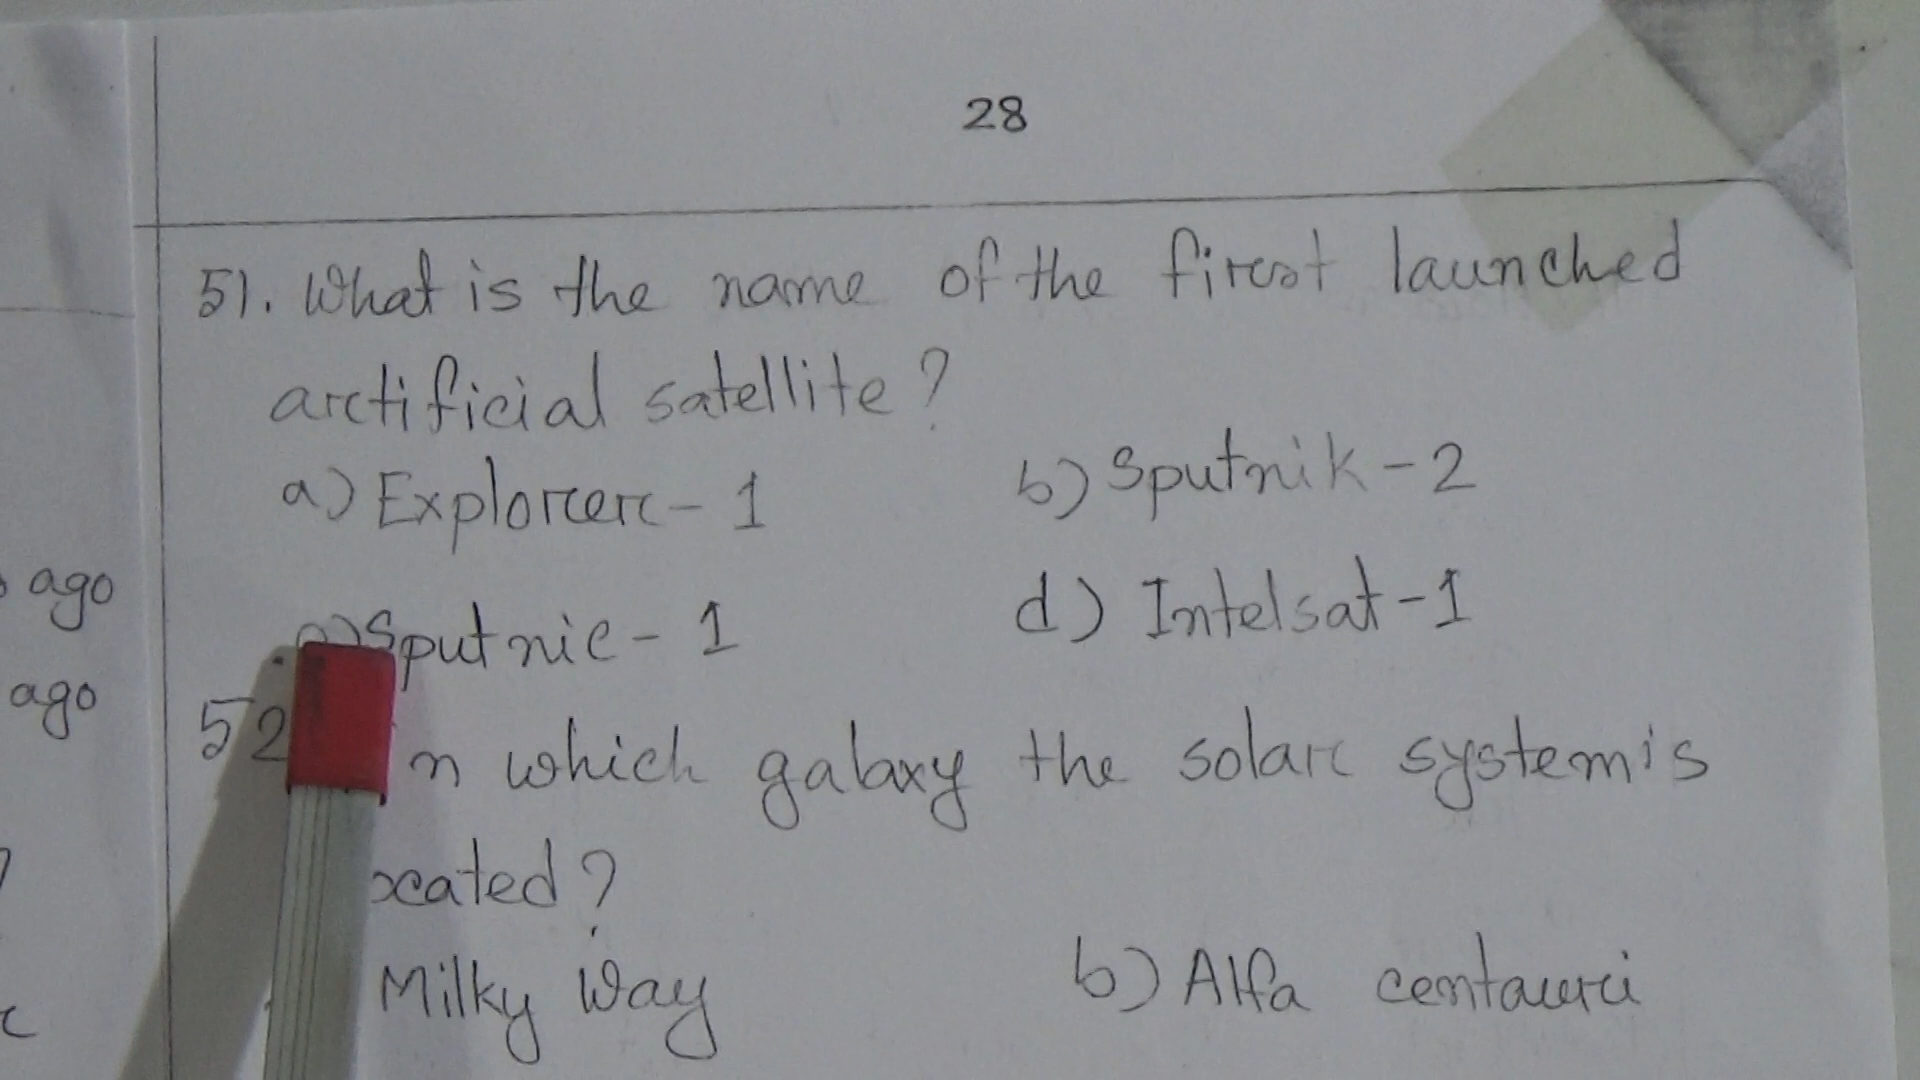 28
51. What is the name of the first launched
artificial satellite?
a) Explorer-1 b) Sputnik-2
c) Sputnic-1 d) Intelsat-1
52 n which galaxy the solar system is
ocated?
Milky Way b) Alfa centauri
ago
ago